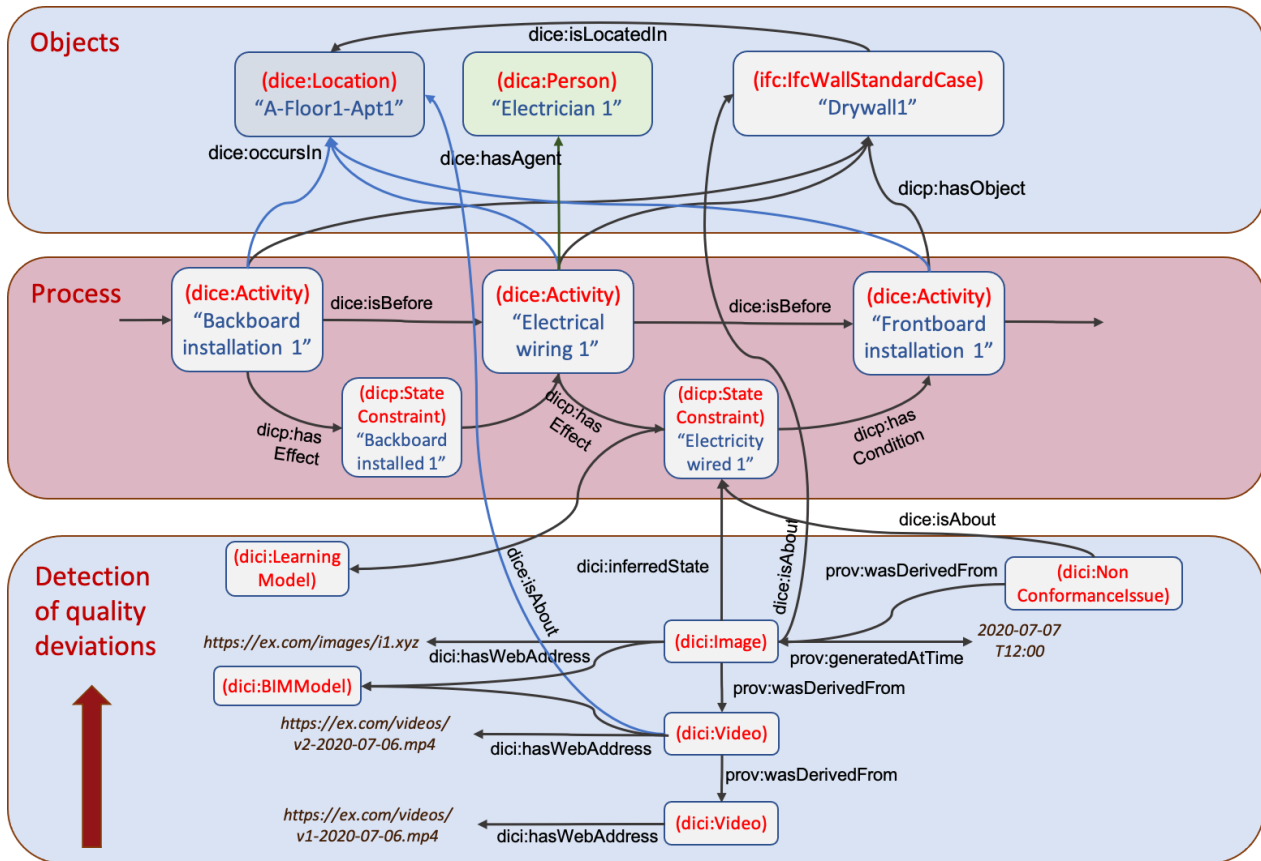 Objects
dice:isLocatedIn
(dice:Location)
“A-Floor1-Apt1”
(dica:Person)
“Electrician 1”
(ifc:IfcWallStandardCase)
“Drywall1”
dice:occursIn
dice:hasAgent
dicp:hasObject
Process
(dice:Activity)
“Backboard
installation 1”
dice:isBefore
(dice:Activity)
“Electrical
wiring 1”
dice:isBefore
(dice:Activity)
“Frontboard
installation 1”
dicp:has
Effect
(dicp:State
Constraint)
“Backboard
installed 1”
dicp:has
Effect
(dicp:State
Constraint)
“Electricity
wired 1”
dicp:has
Condition
Detection
of quality
deviations
(dici:Learning
Model)
dice:isAbout
dici:inferredState
dice:isAbout
dice:isAbout
prov:wasDerivedFrom
(dici:Non
ConformanceIssue)
https://ex.com/images/i1.xyz
dici:hasWebAddress
(dici:Image)
prov:generatedAtTime
2020-07-07
T12:00
(dici:BIMModel)
prov:wasDerivedFrom
https://ex.com/videos/
v2-2020-07-06.mp4
dici:hasWebAddress
(dici:Video)
prov:wasDerivedFrom
https://ex.com/videos/
v1-2020-07-06.mp4
dici:hasWebAddress
(dici:Video)